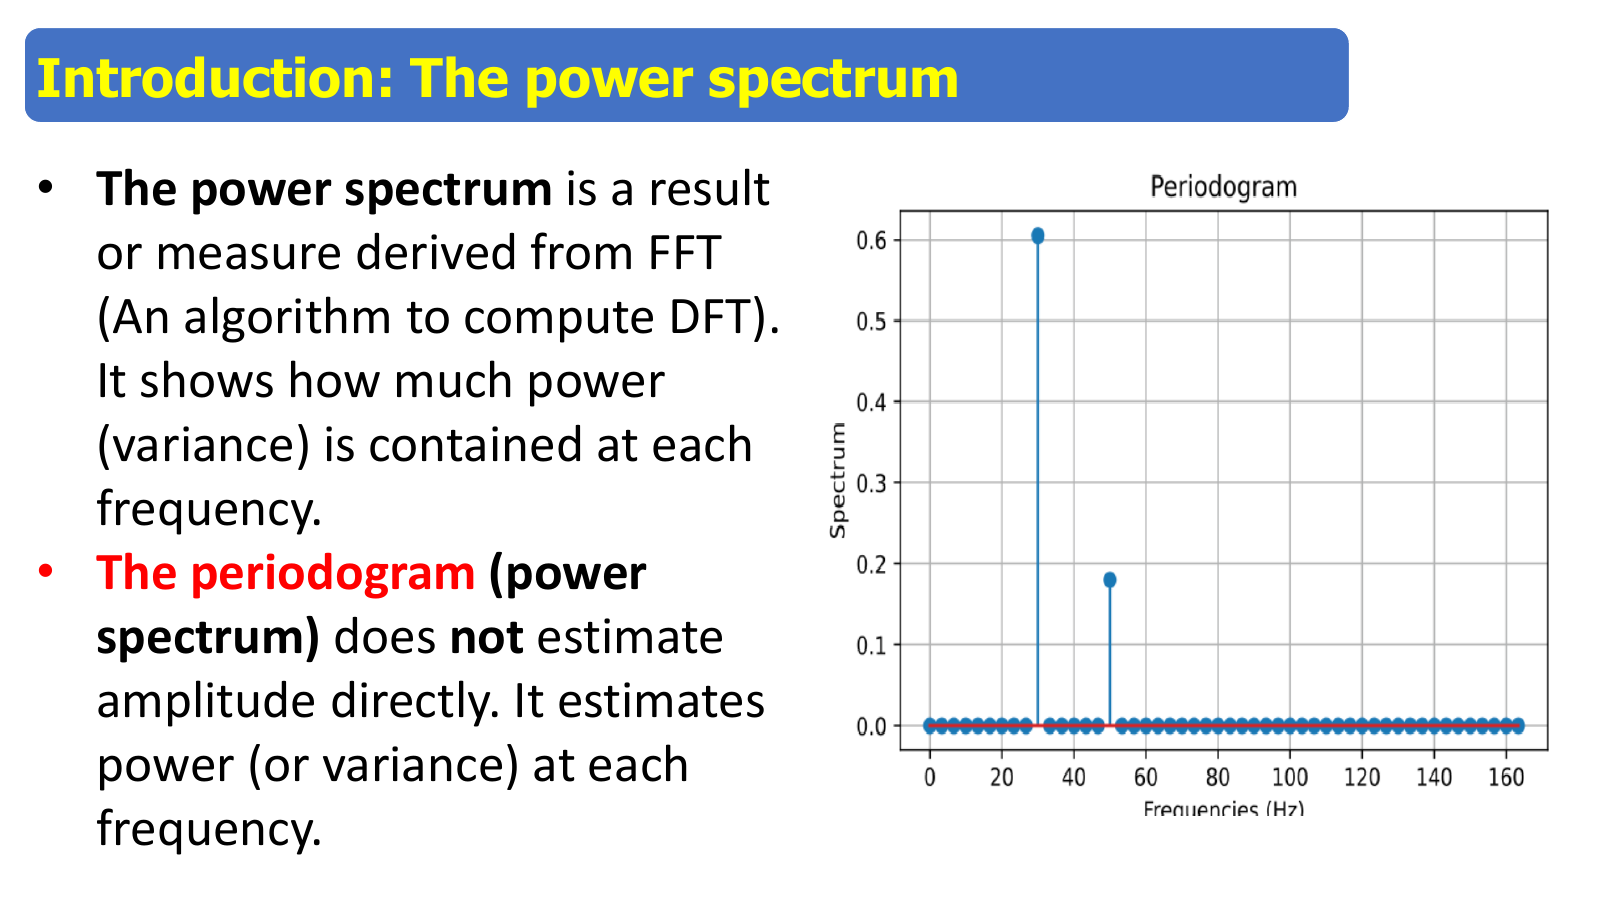 Introduction: The power spectrum
• The power spectrum is a result
or measure derived from FFT
(An algorithm to compute DFT).
It shows how much power
(variance) is contained at each
frequency.
• The periodogram (power
spectrum) does not estimate
amplitude directly. It estimates
power (or variance) at each
frequency.
Periodogram
Spectrum
0.6
0.5
0.4
0.3
0.2
0.1
0.0
0 20 40 60 80 100 120 140 160
Frequencies (Hz)